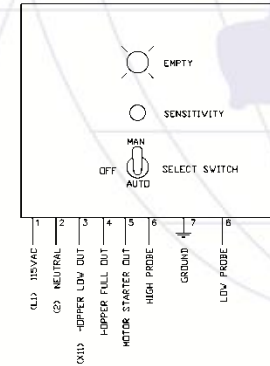 EMPTY
SENSITIVITY
MAN
OFF
SELECT SWITCH
AUTO
1 2 3 4 5 6 7 8
(L1) 115VAC
(2) NEUTRAL
(X11) HOPPER LOW OUT
HOPPER FULL OUT
MOTOR STARTER OUT
HIGH PROBE
GROUND
LOW PROBE